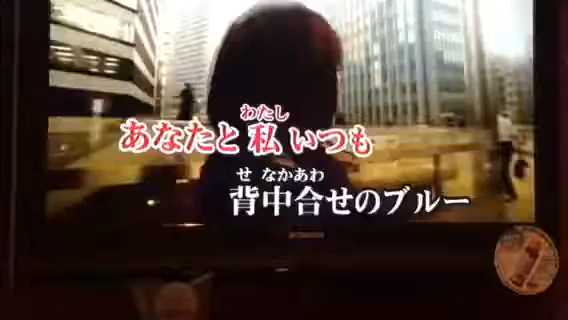 わたし
あなたと 私 いつも
せ なかあわ
背中合せのブルー